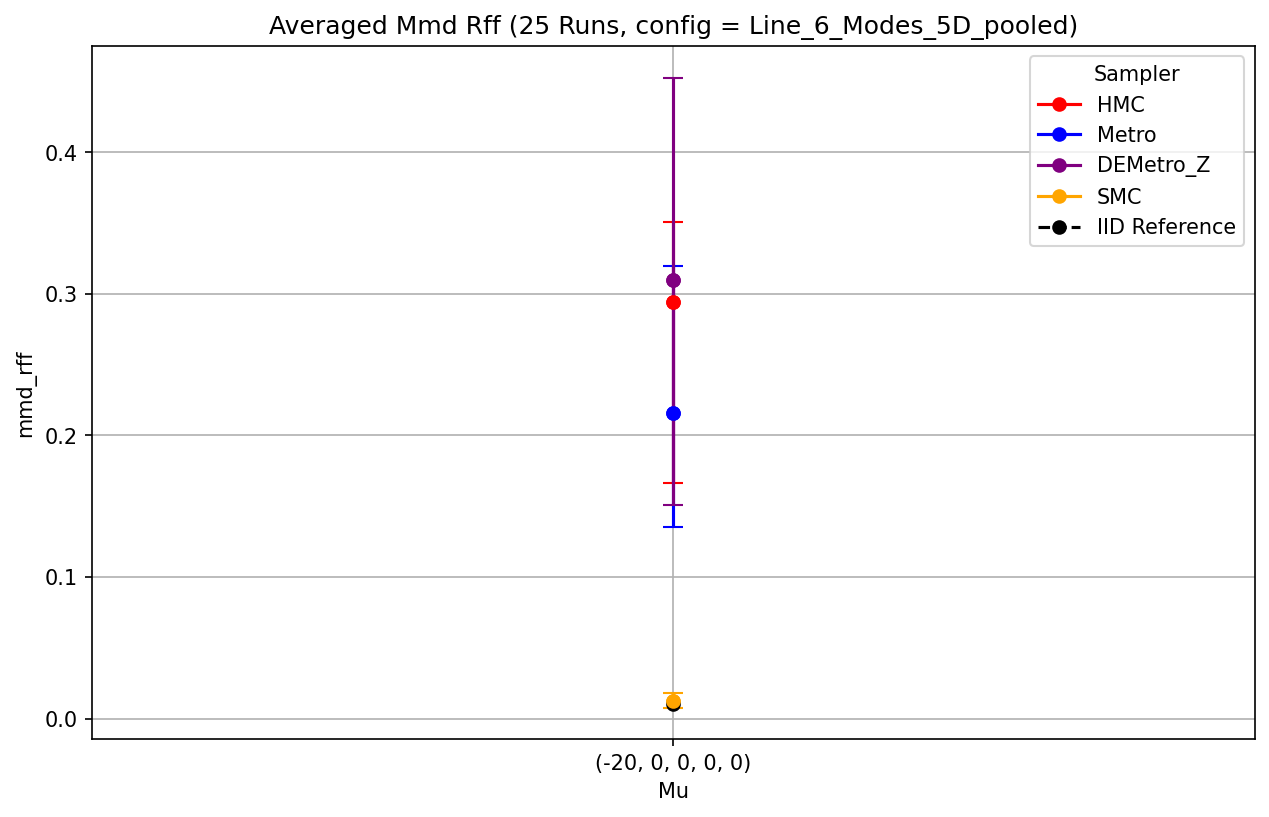 Averaged Mmd Rff (25 Runs, config = Line_6_Modes_5D_pooled)
Sampler
HMC
Metro
DEMetro_Z
SMC
IID Reference
mmd_rff
0.4
0.3
0.2
0.1
0.0
(-20, 0, 0, 0, 0)
Mu